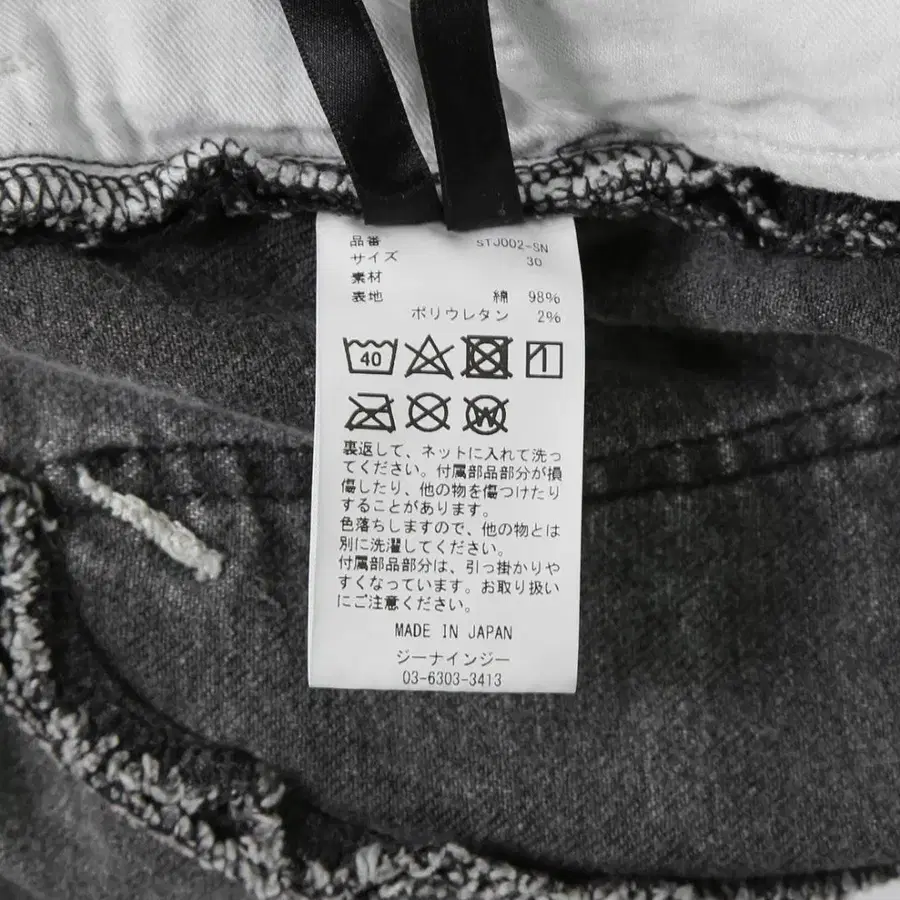 品番 STJ002-SN
サイズ 30
素材
表地 綿 98%
ポリウレタン 2%
40
裏返して、ネットに入れて洗っ
てください。付属部品部分が損
傷したり、他の物を傷つけたり
することがあります。
色落ちしますので、他の物とは
別に洗濯してください。
付属部品部分は、引っ掛かりや
すくなっています。お取り扱い
にご注意ください。
MADE IN JAPAN
ジーナインジー
03-6303-3413